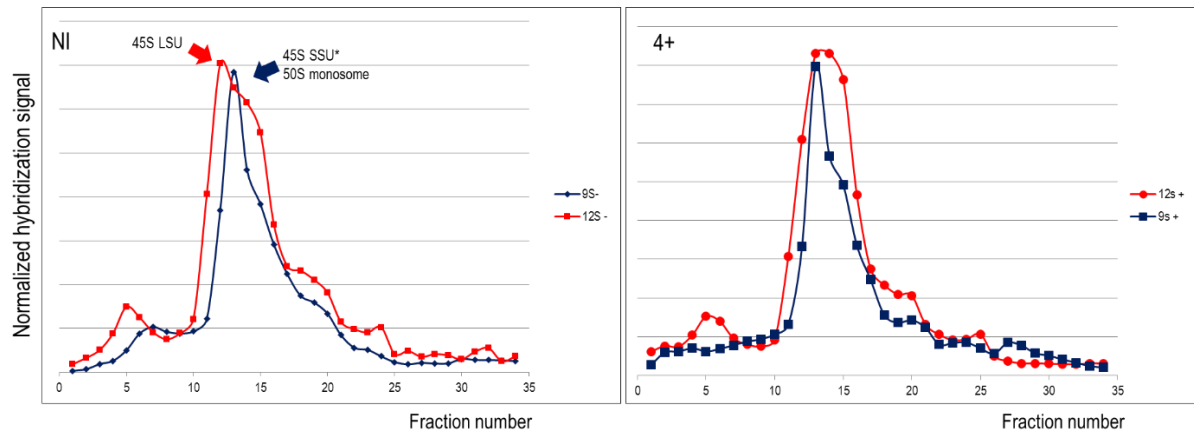 NI
45S LSU
45S SSU*
50S monosome
Normalized hybridization signal
9S-
12S -
0 5 10 15 20 25 30 35
Fraction number
4+
12s +
9s +
0 5 10 15 20 25 30 35
Fraction number